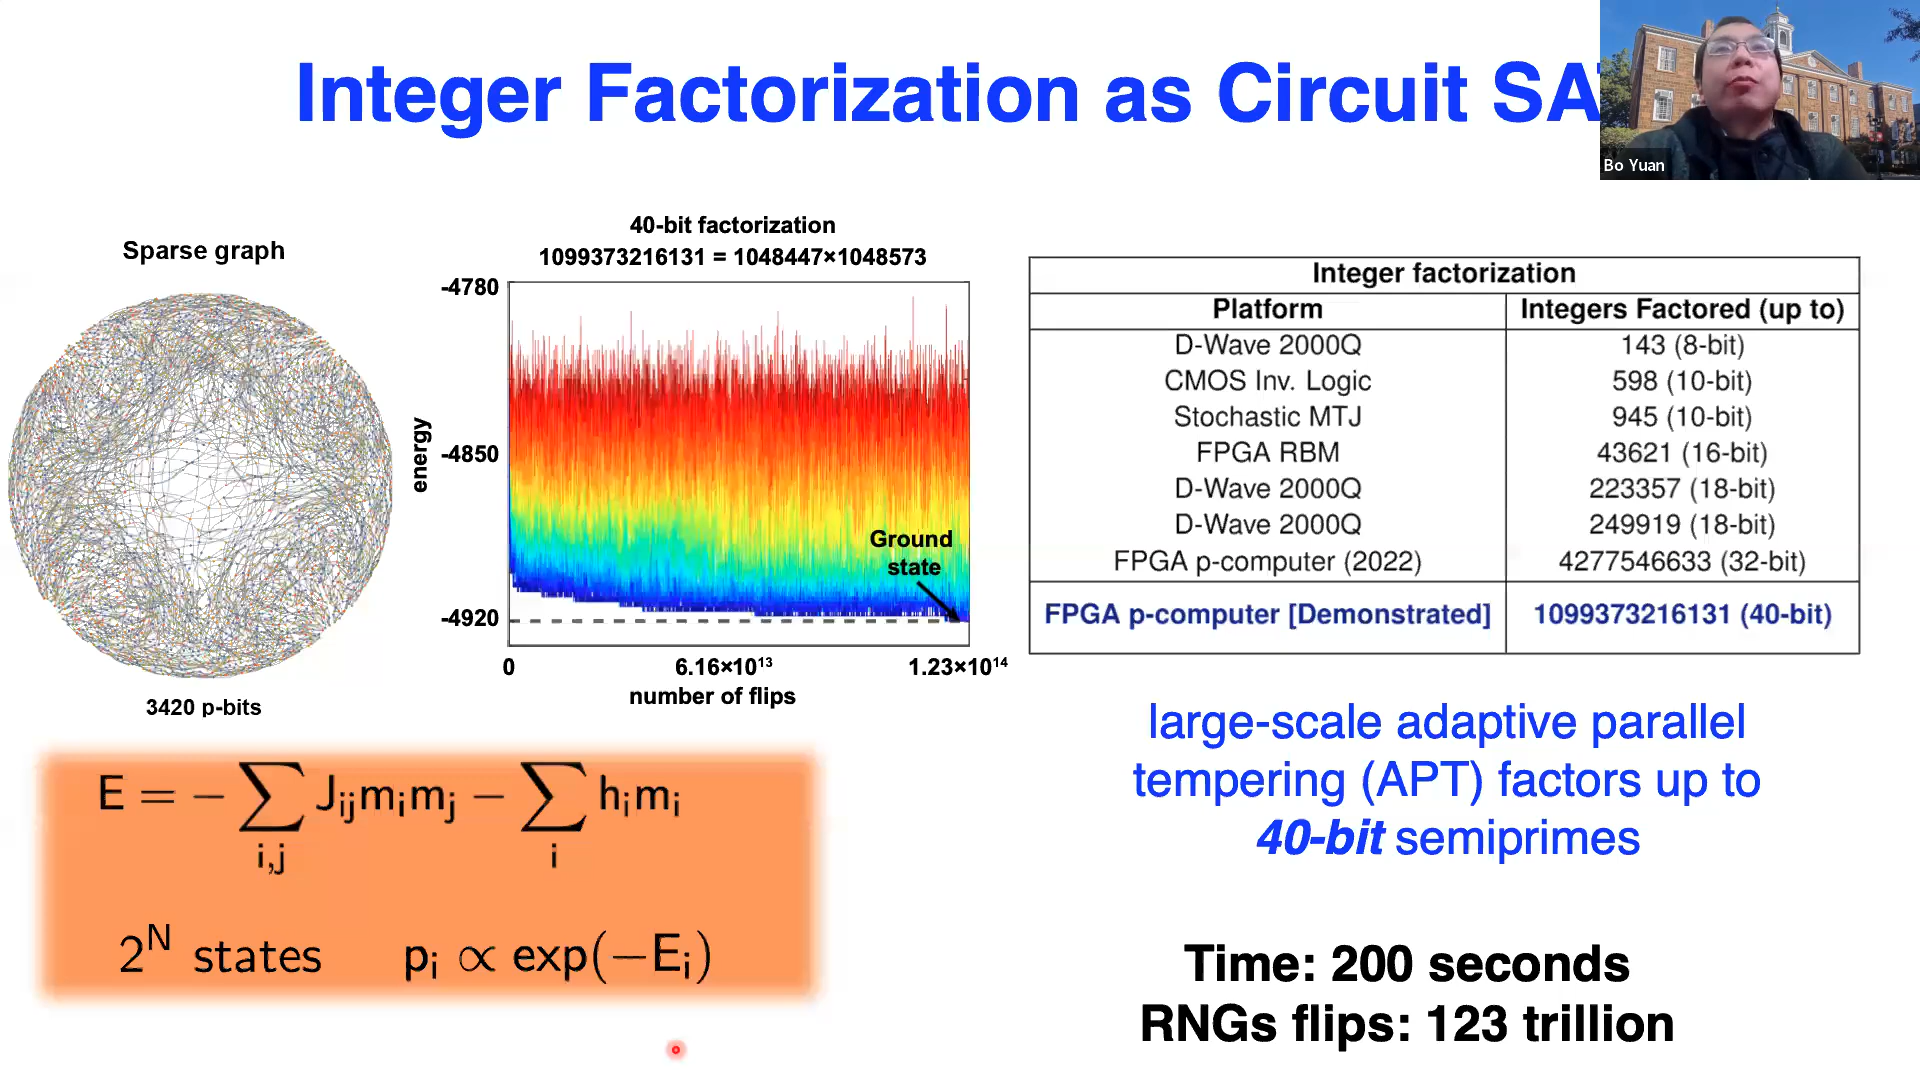 Integer Factorization as Circuit SA
Bo Yuan
Sparse graph
3420 p-bits
40-bit factorization
1099373216131 = 1048447×1048573
-4780
-4850
-4920
energy
Ground
state
0 6.16×10¹³ 1.23×10¹⁴
number of flips
Integer factorization
Platform Integers Factored (up to)
D-Wave 2000Q 143 (8-bit)
CMOS Inv. Logic 598 (10-bit)
Stochastic MTJ 945 (10-bit)
FPGA RBM 43621 (16-bit)
D-Wave 2000Q 223357 (18-bit)
D-Wave 2000Q 249919 (18-bit)
FPGA p-computer (2022) 4277546633 (32-bit)
FPGA p-computer [Demonstrated] 1099373216131 (40-bit)
E = − ∑ Jᵢⱼmᵢmⱼ − ∑ hᵢmᵢ
i,j i
2ᴺ states pᵢ ∝ exp(−Eᵢ)
large-scale adaptive parallel
tempering (APT) factors up to
40-bit semiprimes
Time: 200 seconds
RNGs flips: 123 trillion